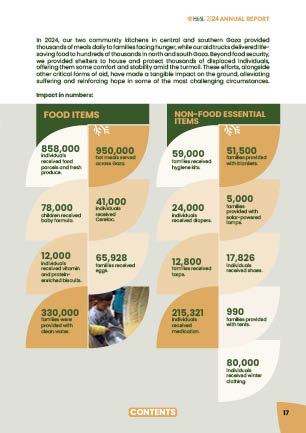 HEAL 2024 ANNUAL REPORT
In 2024, our two community kitchens in central and southern Gaza provided
thousands of meals daily to families facing hunger, while our aid trucks delivered life-
saving food to hundreds of thousands in north and south Gaza. Beyond food security,
we provided shelters to house and protect thousands of displaced individuals,
offering them some comfort and stability amid the turmoil. These efforts, alongside
other critical forms of aid, have made a tangible impact on the ground, alleviating
suffering and reinforcing hope in some of the most challenging circumstances.
Impact in numbers:
FOOD ITEMS
858,000
individuals
received food
parcels and fresh
produce.
950,000
hot meals served
across Gaza.
78,000
children received
baby formula.
41,000
individuals
received
Cerelac.
12,000
individuals
received vitamin
and protein-
enriched biscuits.
65,928
families received
eggs.
330,000
families were
provided with
clean water.
NON-FOOD ESSENTIAL
ITEMS
59,000
families received
hygiene kits.
51,500
families provided
with blankets.
24,000
individuals
received diapers.
5,000
families
provided with
solar-powered
lamps.
12,800
families received
tarps.
17,826
individuals
received shoes.
215,321
individuals
received
medication.
990
families provided
with tents.
80,000
individuals
received winter
clothing.
CONTENTS
17